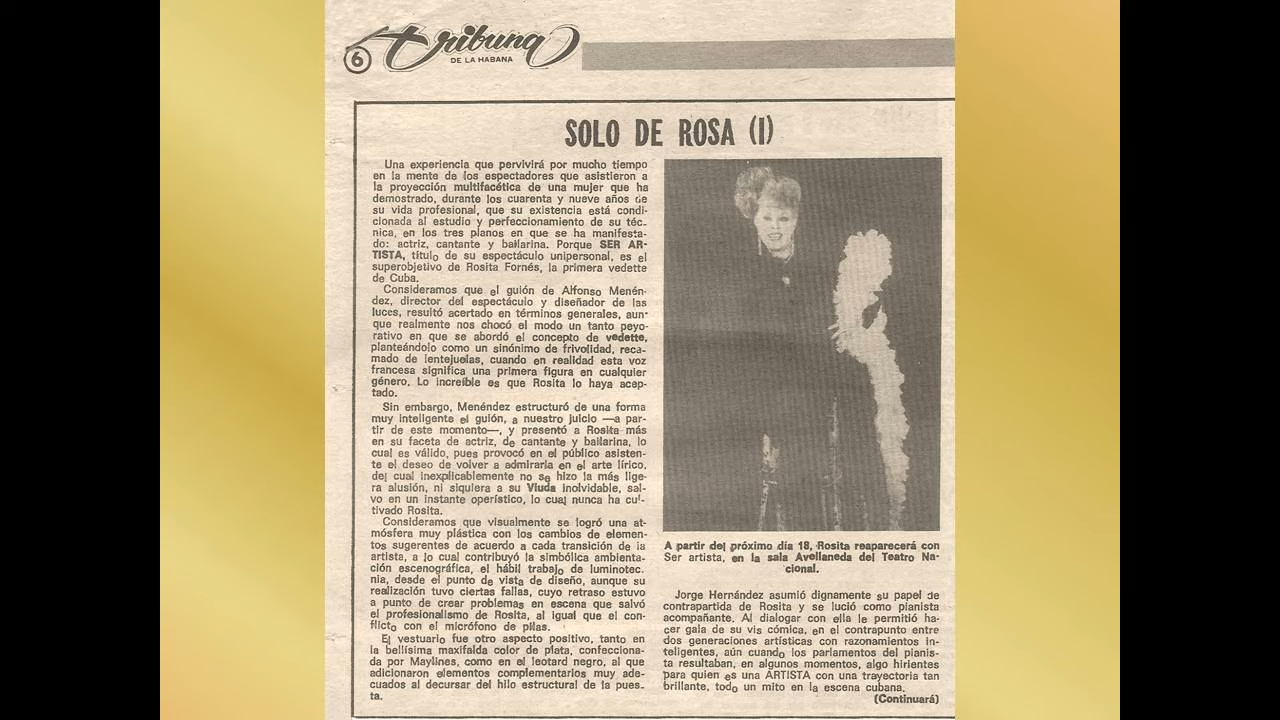 6
tribuna
DE LA HABANA
SOLO DE ROSA (I)
Una experiencia que pervivirá por mucho tiempo
en la mente de los espectadores que asistieron a
la proyección multifacética de una mujer que ha
demostrado, durante los cuarenta y nueve años de
su vida profesional, que su existencia está condi-
cionada al estudio y perfeccionamiento de su téc-
nica, en los tres planos en que se ha manifesta-
do: actriz, cantante y bailarina. Porque SER AR-
TISTA, título de su espectáculo unipersonal, es el
superobjetivo de Rosita Fornés, la primera vedette
de Cuba.
Consideramos que el guión de Alfonso Menén-
dez, director del espectáculo y diseñador de las
luces, resultó acertado en términos generales, aun-
que realmente nos chocó el modo un tanto peyo-
rativo en que se abordó el concepto de vedette,
planteándolo como un sinónimo de frivolidad, reca-
mado de lentejuelas, cuando en realidad esta voz
francesa significa una primera figura en cualquier
género. Lo increíble es que Rosita lo haya acep-
tado.
Sin embargo, Menéndez estructuró de una forma
muy inteligente el guión, a nuestro juicio —a par-
tir de este momento—, y presentó a Rosita más
en su faceta de actriz, de cantante y bailarina, lo
cual es válido, pues provocó en el público asisten-
te el deseo de volver a admirarla en el arte lírico,
del cual inexplicablemente no se hizo la más lige-
ra alusión, ni siquiera a su Viuda inolvidable, sal-
vo en un instante operístico, lo cual nunca ha cul-
tivado Rosita.
Consideramos que visualmente se logró una at-
mósfera muy plástica con los cambios de elemen-
tos sugerentes de acuerdo a cada transición de la
artista, a lo cual contribuyó la simbólica ambienta-
ción escenográfica, el hábil trabajo de luminotec-
nia, desde el punto de vista de diseño, aunque su
realización tuvo ciertas fallas, cuyo retraso estuvo
a punto de crear problemas en escena que salvó
el profesionalismo de Rosita, al igual que el con-
flicto con el micrófono de pilas.
El vestuario fue otro aspecto positivo, tanto en
la bellísima maxifalda color de plata, confecciona-
da por Maylines, como en el leotard negro, al que
adicionaron elementos complementarios muy ade-
cuados al decursar del hilo estructural de la pues-
ta.
A partir del próximo día 18, Rosita reaparecerá con
Ser artista, en la sala Avellaneda del Teatro Na-
cional.
Jorge Hernández asumió dignamente su papel de
contrapartida de Rosita y se lució como pianista
acompañante. Al dialogar con ella le permitió ha-
cer gala de su vis cómica, en el contrapunto entre
dos generaciones artísticas con razonamientos in-
teligentes, aún cuando los parlamentos del pianis-
ta resultaban, en algunos momentos, algo hirientes
para quien es una ARTISTA con una trayectoria tan
brillante, todo un mito en la escena cubana.
(Continuará)